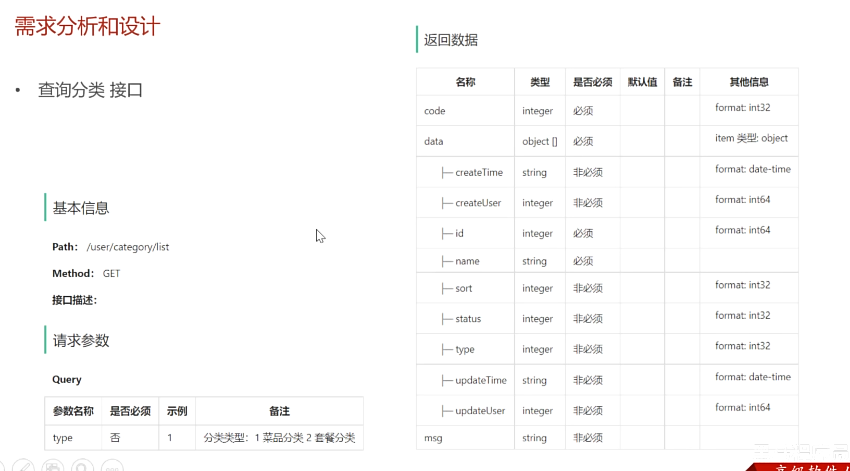 需求分析和设计
• 查询分类 接口
基本信息
Path: /user/category/list
Method: GET
接口描述:
请求参数
Query
参数名称 是否必须 示例 备注
type 否 1 分类类型：1 菜品分类 2 套餐分类
返回数据
名称 类型 是否必须 默认值 备注 其他信息
code integer 必须 format: int32
data object [] 必须 item 类型: object
├─ createTime string 非必须 format: date-time
├─ createUser integer 非必须 format: int64
├─ id integer 必须 format: int64
├─ name string 必须
├─ sort integer 非必须 format: int32
├─ status integer 非必须 format: int32
├─ type integer 非必须 format: int32
├─ updateTime string 非必须 format: date-time
├─ updateUser integer 非必须 format: int64
msg string 非必须